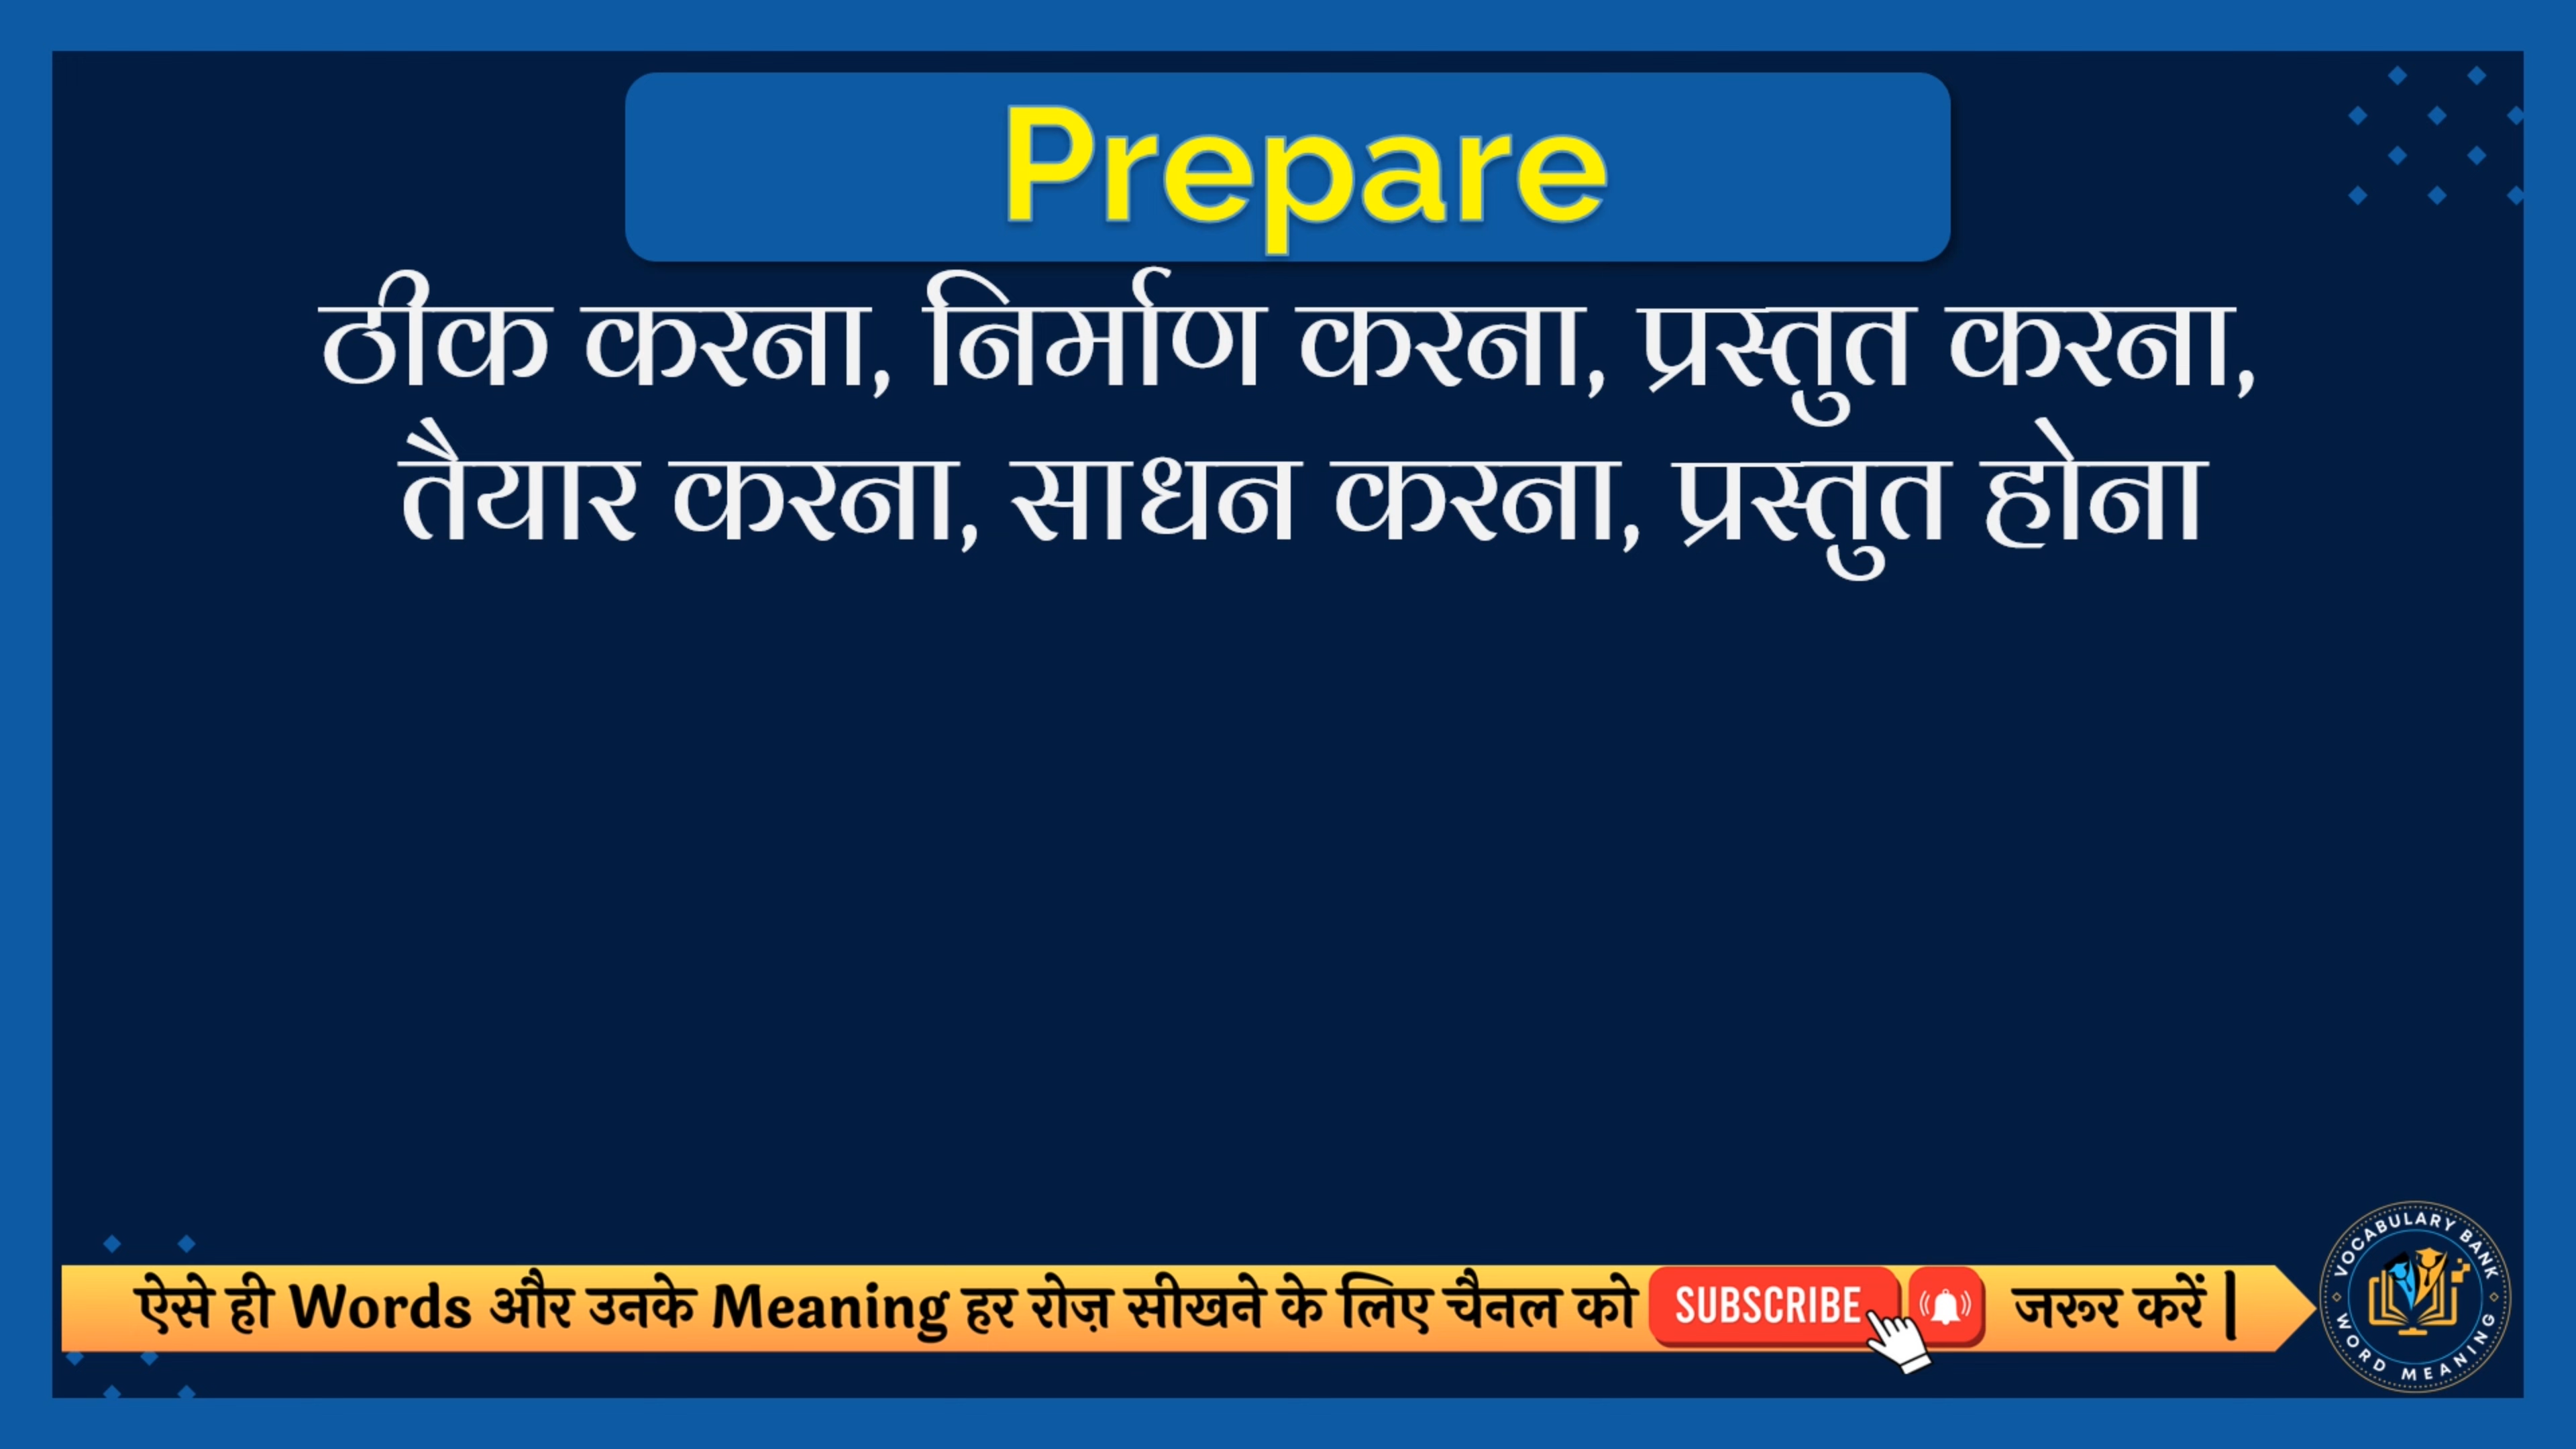 Prepare
ठीक करना, निर्माण करना, प्रस्तुत करना,
तैयार करना, साधन करना, प्रस्तुत होना
ऐसे ही Words और उनके Meaning हर रोज़ सीखने के लिए चैनल को SUBSCRIBE जरूर करें |
VOCABULARY BANK
WORD MEANING